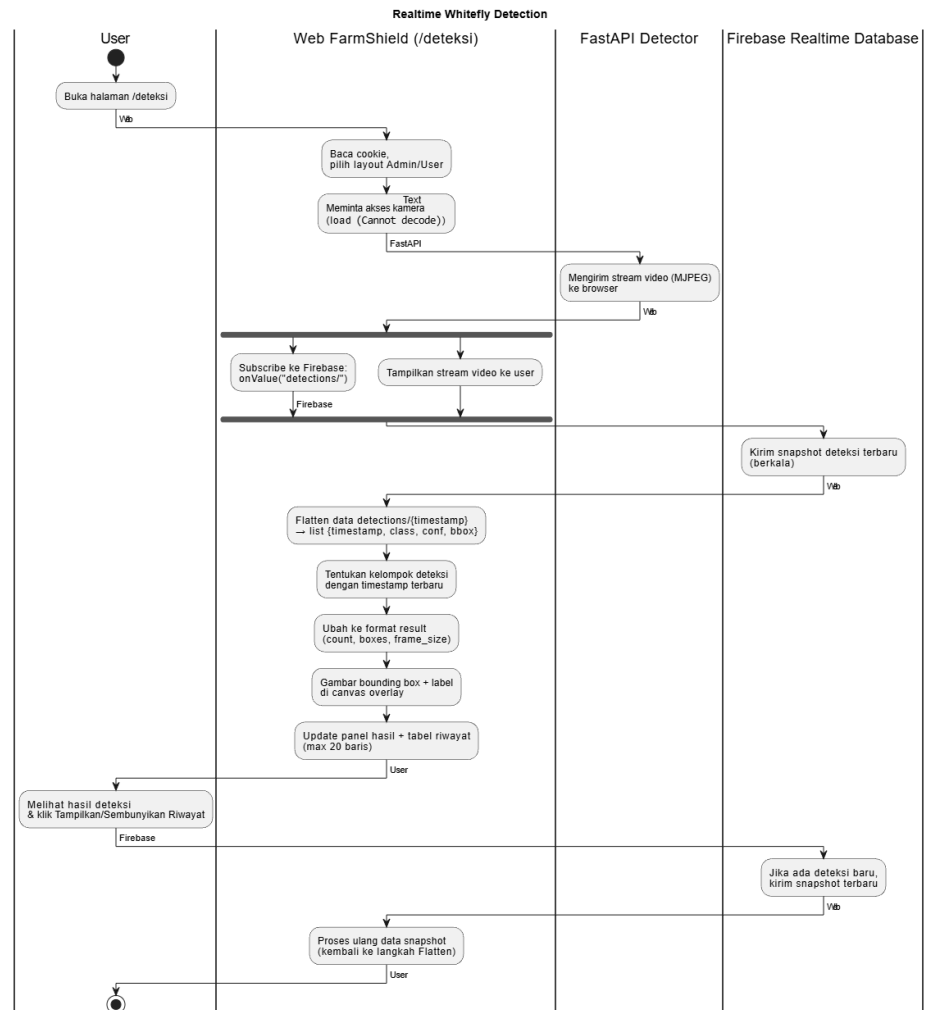 Realtime Whitefly Detection
User
Web FarmShield (/deteksi)
FastAPI Detector
Firebase Realtime Database
Buka halaman /deteksi
Web
Baca cookie,
pilih layout Admin/User
Text
Meminta akses kamera
(load (Cannot decode))
FastAPI
Mengirim stream video (MJPEG)
ke browser
Web
Subscribe ke Firebase:
onValue("detections/")
Tampilkan stream video ke user
Firebase
Kirim snapshot deteksi terbaru
(berkala)
Web
Flatten data detections/{timestamp}
→ list {timestamp, class, conf, bbox}
Tentukan kelompok deteksi
dengan timestamp terbaru
Ubah ke format result
(count, boxes, frame_size)
Gambar bounding box + label
di canvas overlay
Update panel hasil + tabel riwayat
(max 20 baris)
User
Melihat hasil deteksi
& klik Tampilkan/Sembunyikan Riwayat
Firebase
Jika ada deteksi baru,
kirim snapshot terbaru
Web
Proses ulang data snapshot
(kembali ke langkah Flatten)
User